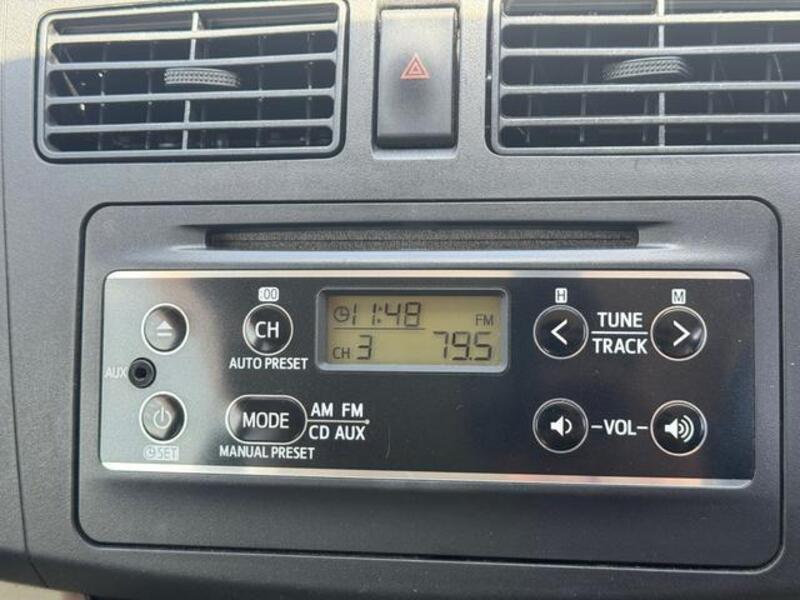 :00
CH
AUTO PRESET
11:48
FM
CH 3 79.5
H
M
TUNE
TRACK
AUX
MODE
AM FM
CD AUX
MANUAL PRESET
SET
-VOL-